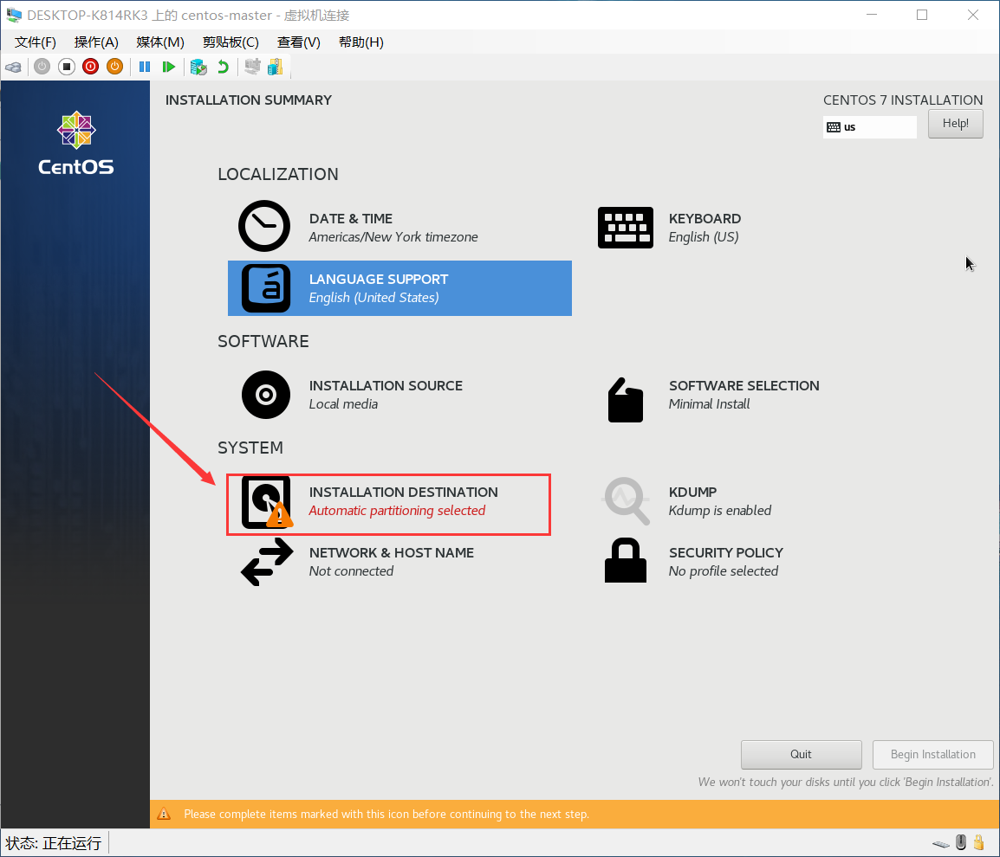 DESKTOP-K814RK3 上的 centos-master - 虚拟机连接
文件(F) 操作(A) 媒体(M) 剪贴板(C) 查看(V) 帮助(H)
INSTALLATION SUMMARY
CENTOS 7 INSTALLATION
us
Help!
CentOS
LOCALIZATION
DATE & TIME
Americas/New York timezone
KEYBOARD
English (US)
LANGUAGE SUPPORT
English (United States)
SOFTWARE
INSTALLATION SOURCE
Local media
SOFTWARE SELECTION
Minimal Install
SYSTEM
INSTALLATION DESTINATION
Automatic partitioning selected
KDUMP
Kdump is enabled
NETWORK & HOST NAME
Not connected
SECURITY POLICY
No profile selected
Quit
Begin Installation
We won't touch your disks until you click 'Begin Installation'.
Please complete items marked with this icon before continuing to the next step.
状态: 正在运行